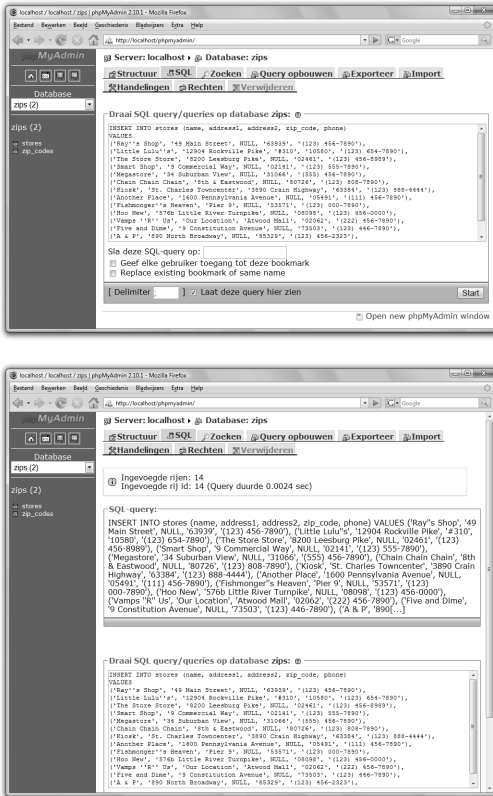 localhost / localhost / zips | phpMyAdmin 2.10.1 - Mozilla Firefox
Bestand Bewerken Beeld Geschiedenis Bladwijzers Extra Help
http://localhost/phpmyadmin/
Google
MyAdmin
Database
zips (2)
zips (2)
stores
zip_codes
Server: localhost Database: zips
Structuur SQL Zoeken Query opbouwen Exporteer Import
Handelingen Rechten Verwijderen
Draai SQL query/queries op database zips:
INSERT INTO stores (name, address1, address2, zip_code, phone)
VALUES
('Ray''s Shop', '49 Main Street', NULL, '63939', '(123) 456-7890'),
('Little Lulu''s', '12904 Rockville Pike', '#310', '10580', '(123) 654-7890'),
('The Store Store', '8200 Leesburg Pike', NULL, '02461', '(123) 456-8989'),
('Smart Shop', '9 Commercial Way', NULL, '02141', '(123) 555-7890'),
('Megastore', '34 Suburban View', NULL, '31066', '(555) 456-7890'),
('Chain Chain Chain', '8th & Eastwood', NULL, '80726', '(123) 808-7890'),
('Kiosk', 'St. Charles Towncenter', '3890 Crain Highway', '63384', '(123) 888-4444'),
('Another Place', '1600 Pennsylvania Avenue', NULL, '05491', '(111) 456-7890'),
('Fishmonger''s Heaven', 'Pier 9', NULL, '53571', '(123) 000-7890'),
('Hoo New', '576b Little River Turnpike', NULL, '08098', '(123) 456-0000'),
('Vamps ''R'' Us', 'Our Location', 'Atwood Mall', '02062', '(222) 456-7890'),
('Five and Dime', '9 Constitution Avenue', NULL, '73503', '(123) 446-7890'),
('A & P', '890 North Broadway', NULL, '85329', '(123) 456-2323'),
Sla deze SQL-query op:
Geef elke gebruiker toegang tot deze bookmark
Replace existing bookmark of same name
[ Delimiter ; ] Laat deze query hier zien Start
Open new phpMyAdmin window
localhost / localhost / zips | phpMyAdmin 2.10.1 - Mozilla Firefox
Bestand Bewerken Beeld Geschiedenis Bladwijzers Extra Help
http://localhost/phpmyadmin/
Google
MyAdmin
Database
zips (2)
zips (2)
stores
zip_codes
Server: localhost Database: zips
Structuur SQL Zoeken Query opbouwen Exporteer Import
Handelingen Rechten Verwijderen
Ingevoegde rijen: 14
Ingevoegde rij id: 14 (Query duurde 0.0024 sec)
SQL-query:
INSERT INTO stores (name, address1, address2, zip_code, phone) VALUES ('Ray''s Shop', '49
Main Street', NULL, '63939', '(123) 456-7890'), ('Little Lulu''s', '12904 Rockville Pike', '#310',
'10580', '(123) 654-7890'), ('The Store Store', '8200 Leesburg Pike', NULL, '02461', '(123)
456-8989'), ('Smart Shop', '9 Commercial Way', NULL, '02141', '(123) 555-7890'),
('Megastore', '34 Suburban View', NULL, '31066', '(555) 456-7890'), ('Chain Chain Chain', '8th
& Eastwood', NULL, '80726', '(123) 808-7890'), ('Kiosk', 'St. Charles Towncenter', '3890 Crain
Highway', '63384', '(123) 888-4444'), ('Another Place', '1600 Pennsylvania Avenue', NULL,
'05491', '(111) 456-7890'), ('Fishmonger''s Heaven', 'Pier 9', NULL, '53571', '(123)
000-7890'), ('Hoo New', '576b Little River Turnpike', NULL, '08098', '(123) 456-0000'),
('Vamps ''R'' Us', 'Our Location', 'Atwood Mall', '02062', '(222) 456-7890'), ('Five and Dime',
'9 Constitution Avenue', NULL, '73503', '(123) 446-7890'), ('A & P', '890[...]
Draai SQL query/queries op database zips:
INSERT INTO stores (name, address1, address2, zip_code, phone)
VALUES
('Ray''s Shop', '49 Main Street', NULL, '63939', '(123) 456-7890'),
('Little Lulu''s', '12904 Rockville Pike', '#310', '10580', '(123) 654-7890'),
('The Store Store', '8200 Leesburg Pike', NULL, '02461', '(123) 456-8989'),
('Smart Shop', '9 Commercial Way', NULL, '02141', '(123) 555-7890'),
('Megastore', '34 Suburban View', NULL, '31066', '(555) 456-7890'),
('Chain Chain Chain', '8th & Eastwood', NULL, '80726', '(123) 808-7890'),
('Kiosk', 'St. Charles Towncenter', '3890 Crain Highway', '63384', '(123) 888-4444'),
('Another Place', '1600 Pennsylvania Avenue', NULL, '05491', '(111) 456-7890'),
('Fishmonger''s Heaven', 'Pier 9', NULL, '53571', '(123) 000-7890'),
('Hoo New', '576b Little River Turnpike', NULL, '08098', '(123) 456-0000'),
('Vamps ''R'' Us', 'Our Location', 'Atwood Mall', '02062', '(222) 456-7890'),
('Five and Dime', '9 Constitution Avenue', NULL, '73503', '(123) 446-7890'),
('A & P', '890 North Broadway', NULL, '85329', '(123) 456-2323'),